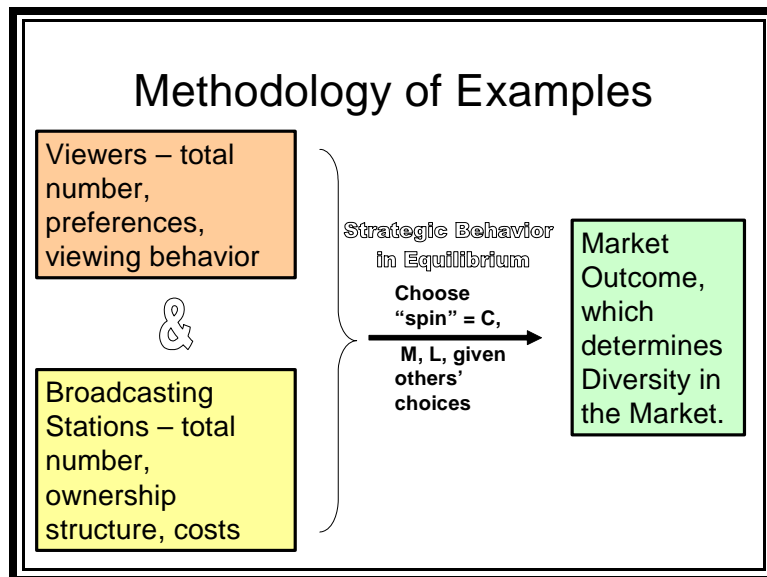 Methodology of Examples
Viewers – total
number,
preferences,
viewing behavior
&
Broadcasting
Stations – total
number,
ownership
structure, costs
Strategic Behavior
in Equilibrium
Choose
“spin” = C,
M, L, given
others’
choices
Market
Outcome,
which
determines
Diversity in
the Market.